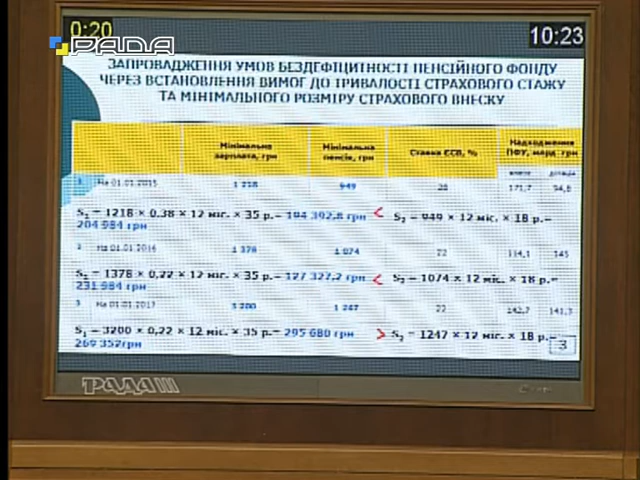 0:20
10:23
РАДА
ЗАПРОВАДЖЕННЯ УМОВ БЕЗДЕФІЦИТНОСТІ ПЕНСІЙНОГО ФОНДУ
ЧЕРЕЗ ВСТАНОВЛЕННЯ ВИМОГ ДО ТРИВАЛОСТІ СТРАХОВОГО СТАЖУ
ТА МІНІМАЛЬНОГО РОЗМІРУ СТРАХОВОГО ВНЕСКУ
Мінімальна зарплата, грн
Мінімальна пенсія, грн
Ставка ЄСВ, %
Надходження ПФУ, млрд грн
1 На 01.01.2015 1 218 949 171,7 94,8
S₁ = 1218 × 0.38 × 12 міс. × 35 р.= 194 392,8 грн < S₂ = 949 × 12 міс. × 18 р.=
204 984 грн
2 На 01.01.2016 1 378 1 074 22 145
S₁ = 1378 × 0,22 × 12 міс. × 35 р.= 127 327,2 грн < S₂ = 1074 × 12 міс. × 18 р.=
231 984 грн
3 На 01.01.2017 3 200 1 247 22
S₁ = 3200 × 0,22 × 12 міс. × 35 р.= 295 680 грн > S₂ = 1247 × 12 міс. × 18 р.=
269 352грн
3
РАДА